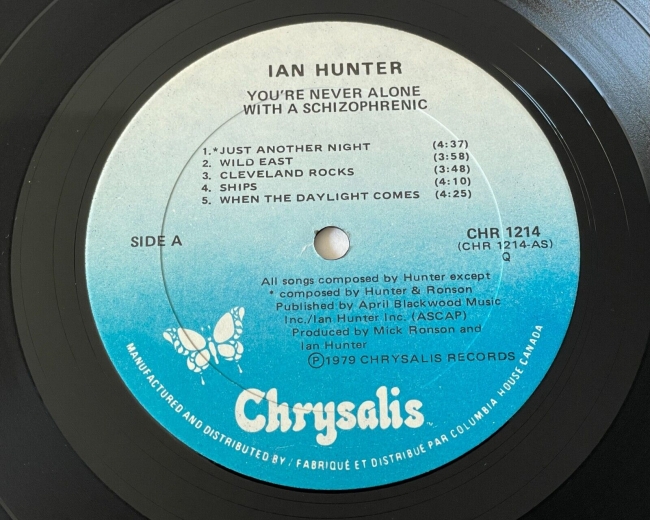 IAN HUNTER
YOU'RE NEVER ALONE
WITH A SCHIZOPHRENIC
1.*JUST ANOTHER NIGHT (4:37)
2. WILD EAST (3:58)
3. CLEVELAND ROCKS (3:48)
4. SHIPS (4:10)
5. WHEN THE DAYLIGHT COMES (4:25)
SIDE A
CHR 1214
(CHR 1214-AS)
Q
All songs composed by Hunter except
* composed by Hunter & Ronson
Published by April Blackwood Music
Inc./Ian Hunter Inc. (ASCAP)
Produced by Mick Ronson and
Ian Hunter
Ⓟ1979 CHRYSALIS RECORDS
Chrysalis
MANUFACTURED AND DISTRIBUTED BY / FABRIQUÉ ET DISTRIBUE PAR COLUMBIA HOUSE CANADA